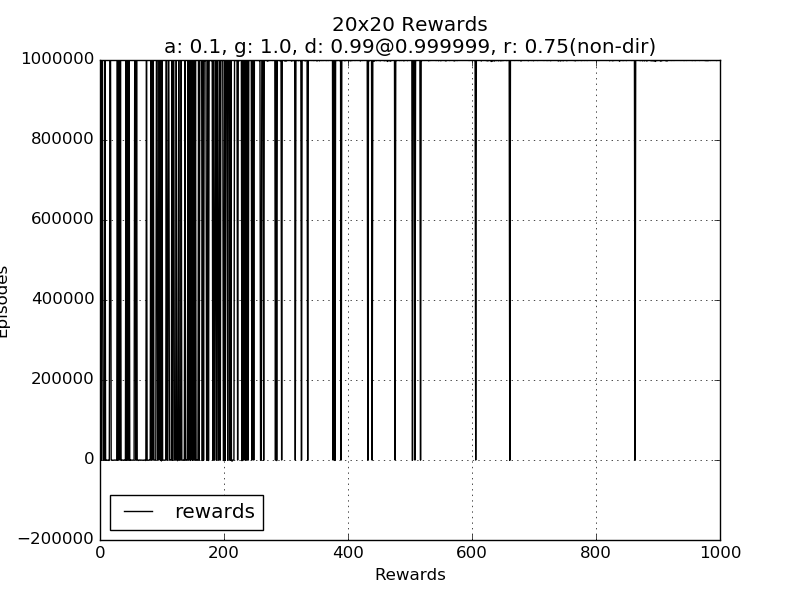 20x20 Rewards
a: 0.1, g: 1.0, d: 0.99@0.999999, r: 0.75(non-dir)
1000000
800000
600000
400000
200000
0
−200000
Episodes
rewards
0 200 400 600 800 1000
Rewards